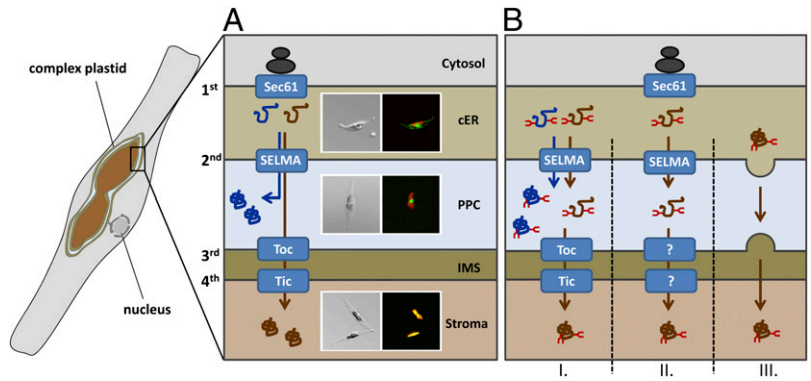 A
B
complex plastid
nucleus
1st
2nd
3rd
4th
Cytosol
Sec61
cER
SELMA
PPC
Toc
IMS
Tic
Stroma
Sec61
SELMA
SELMA
Toc
?
Tic
?
I.
II.
III.